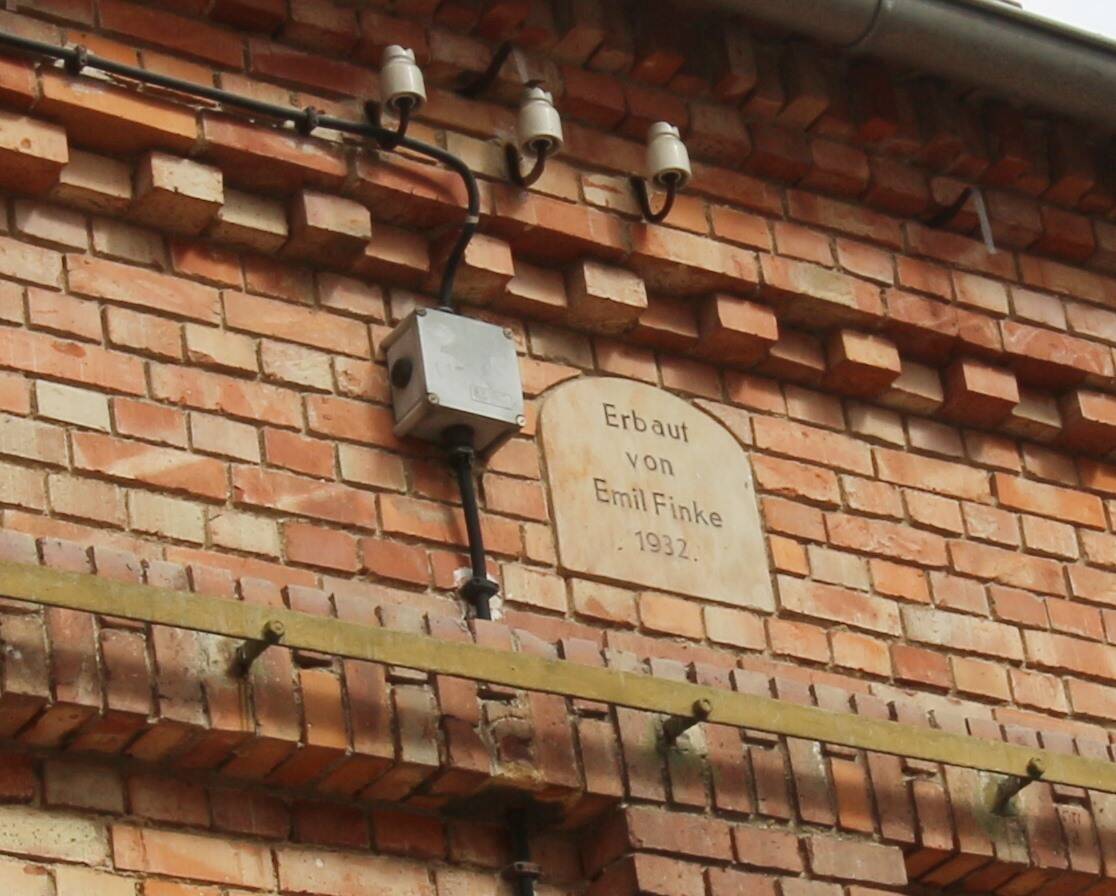 Erbaut
von
Emil Finke
. 1932.